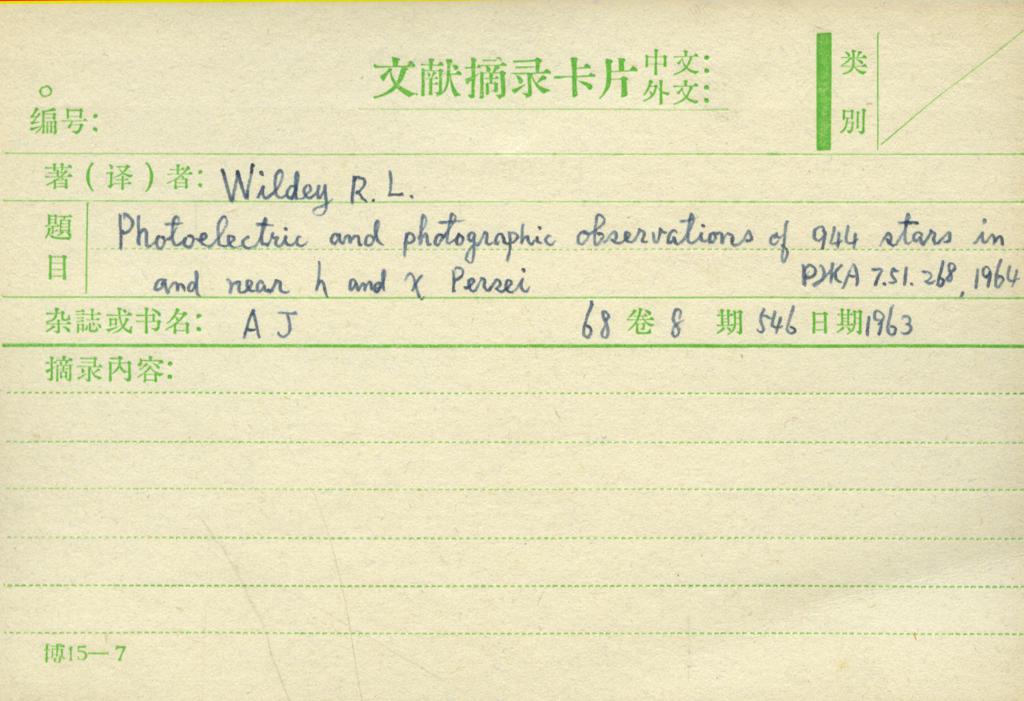 文献摘录卡片 中文:
外文:
类
别
编号:
著(译)者: Wildey R. L.
题目 Photoelectric and photographic observations of 944 stars in
and near h and χ Persei 7.51.268, 1964
杂誌或书名: A J 68 卷 8 期 546 日期 1963
摘录内容:
博15—7